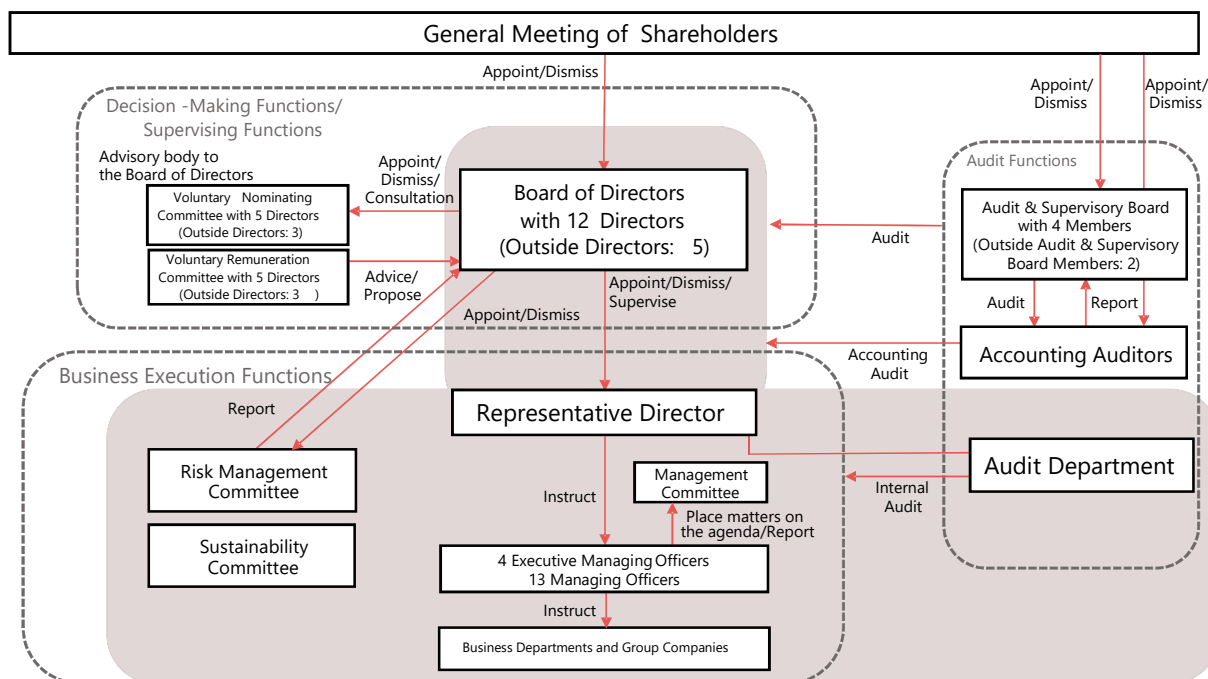 General Meeting of Shareholders
Appoint/Dismiss
Appoint/
Dismiss
Appoint/
Dismiss
Decision -Making Functions/
Supervising Functions
Advisory body to
the Board of Directors
Voluntary Nominating
Committee with 5 Directors
(Outside Directors: 3)
Voluntary Remuneration
Committee with 5 Directors
(Outside Directors: 3 )
Appoint/
Dismiss/
Consultation
Advice/
Propose
Board of Directors
with 12 Directors
(Outside Directors: 5)
Appoint/Dismiss/
Supervise
Appoint/Dismiss
Audit
Audit Functions
Audit & Supervisory Board
with 4 Members
(Outside Audit & Supervisory
Board Members: 2)
Audit
Report
Accounting Auditors
Accounting
Audit
Business Execution Functions
Report
Representative Director
Risk Management
Committee
Sustainability
Committee
Instruct
Management
Committee
Place matters on
the agenda/Report
Audit Department
Internal
Audit
4 Executive Managing Officers
13 Managing Officers
Instruct
Business Departments and Group Companies